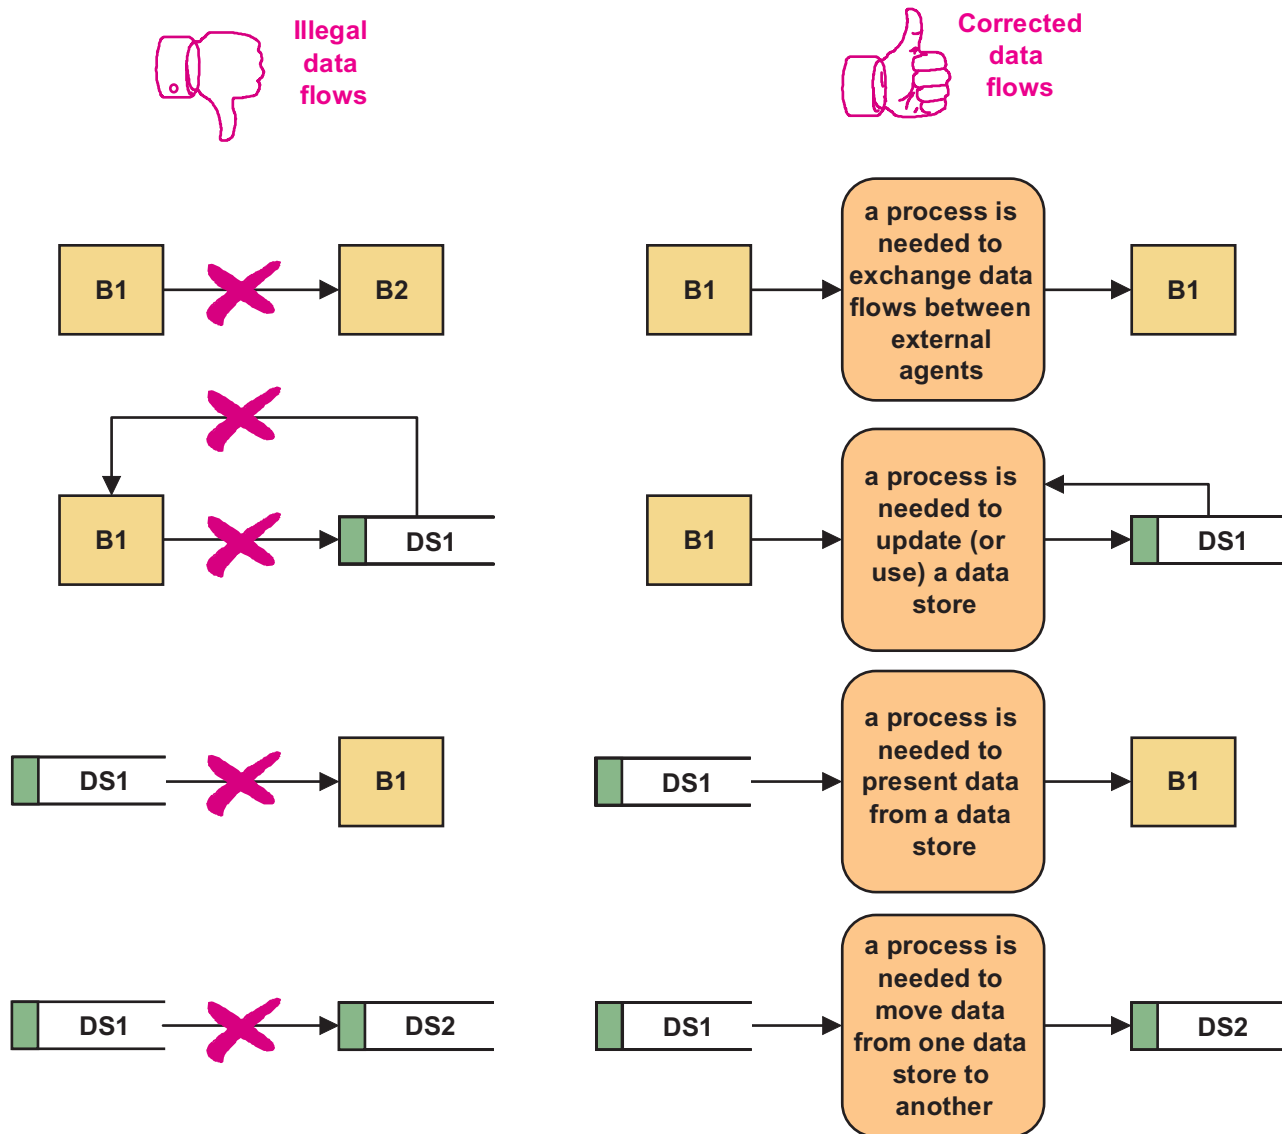 Illegal
data
flows
Corrected
data
flows
B1
B2
B1
a process is
needed to
exchange data
flows between
external
agents
B1
B1
DS1
B1
a process is
needed to
update (or
use) a data
store
DS1
DS1
B1
DS1
a process is
needed to
present data
from a data
store
B1
DS1
DS2
DS1
a process is
needed to
move data
from one data
store to
another
DS2